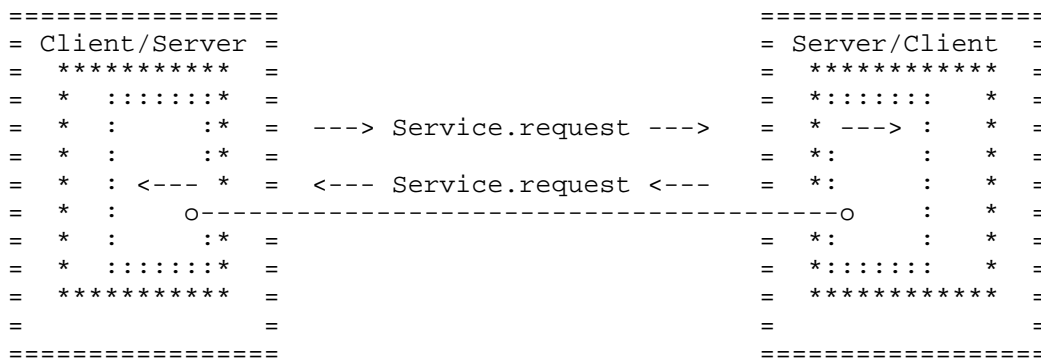 =================                              ==================
= Client/Server =                              = Server/Client  =
=  ***********  =                              =  ************  =
=  *  :::::::*  =                              =  *:::::::   *  =
=  *  :     :*  =  ---> Service.request --->   =  * ---> :   *  =
=  *  :     :*  =                              =  *:     :   *  =
=  *  : <--- *  =  <--- Service.request <---   =  *:     :   *  =
=  *  :    o----------------------------------------o    :   *  =
=  *  :     :*  =                              =  *:     :   *  =
=  *  :::::::*  =                              =  *:::::::   *  =
=  ***********  =                              =  ************  =
=               =                              =                =
=================                              ==================